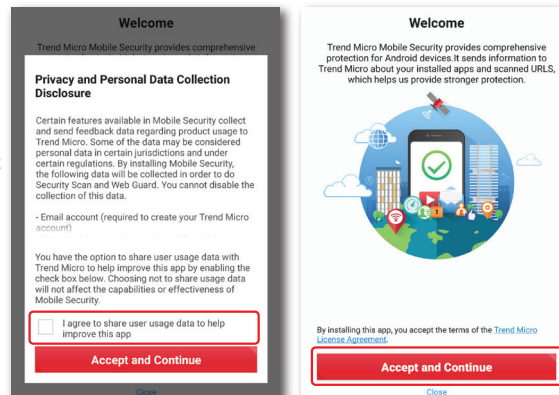 Welcome
Trend Micro Mobile Security provides comprehensive
Privacy and Personal Data Collection
Disclosure
Certain features available in Mobile Security collect
and send feedback data regarding product usage to
Trend Micro. Some of the data may be considered
personal data in certain jurisdictions and under
certain regulations. By installing Mobile Security,
the following data will be collected in order to do
Security Scan and Web Guard. You cannot disable the
collection of this data.
- Email account (required to create your Trend Micro
account)
You have the option to share user usage data with
Trend Micro to help improve this app by enabling the
check box below. Choosing not to share usage data
will not affect the capabilities or effectiveness of
Mobile Security.
I agree to share user usage data to help
improve this app
Accept and Continue
Close
Welcome
Trend Micro Mobile Security provides comprehensive
protection for Android devices.It sends information to
Trend Micro about your installed apps and scanned URLS,
which helps us provide stronger protection.
1
By installing this app, you accept the terms of the Trend Micro
License Agreement.
Accept and Continue
Close